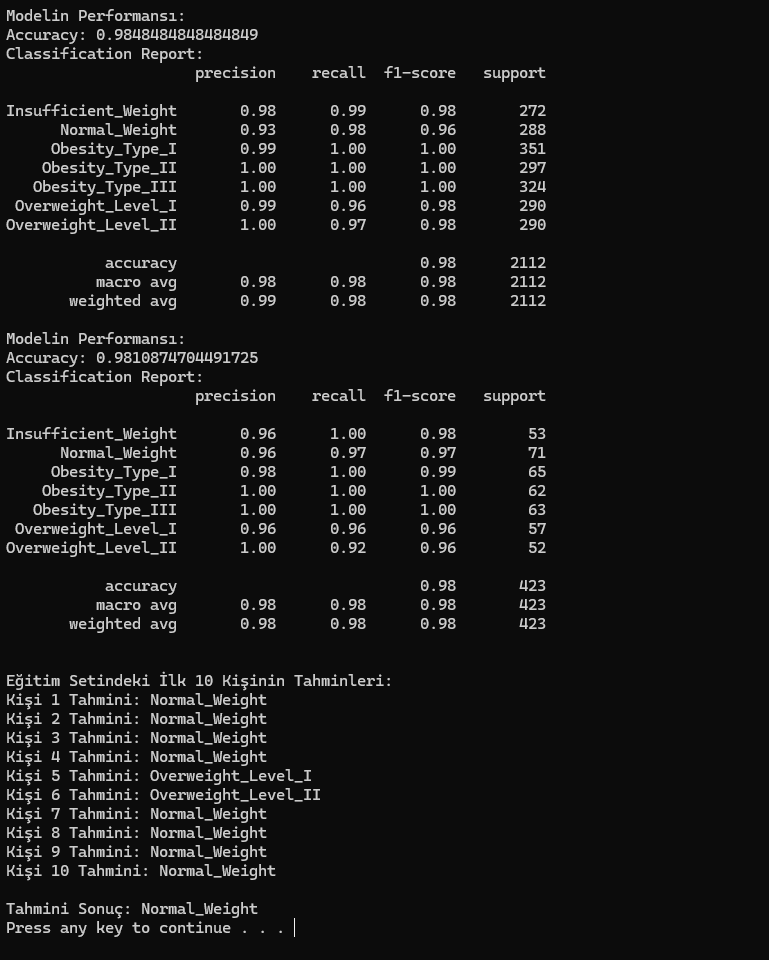 Modelin Performansı:
Accuracy: 0.9848484848484849
Classification Report:
precision recall f1-score support
Insufficient_Weight 0.98 0.99 0.98 272
Normal_Weight 0.93 0.98 0.96 288
Obesity_Type_I 0.99 1.00 1.00 351
Obesity_Type_II 1.00 1.00 1.00 297
Obesity_Type_III 1.00 1.00 1.00 324
Overweight_Level_I 0.99 0.96 0.98 290
Overweight_Level_II 1.00 0.97 0.98 290
accuracy 0.98 2112
macro avg 0.98 0.98 0.98 2112
weighted avg 0.99 0.98 0.98 2112
Modelin Performansı:
Accuracy: 0.9810874704491725
Classification Report:
precision recall f1-score support
Insufficient_Weight 0.96 1.00 0.98 53
Normal_Weight 0.96 0.97 0.97 71
Obesity_Type_I 0.98 1.00 0.99 65
Obesity_Type_II 1.00 1.00 1.00 62
Obesity_Type_III 1.00 1.00 1.00 63
Overweight_Level_I 0.96 0.96 0.96 57
Overweight_Level_II 1.00 0.92 0.96 52
accuracy 0.98 423
macro avg 0.98 0.98 0.98 423
weighted avg 0.98 0.98 0.98 423
Eğitim Setindeki İlk 10 Kişinin Tahminleri:
Kişi 1 Tahmini: Normal_Weight
Kişi 2 Tahmini: Normal_Weight
Kişi 3 Tahmini: Normal_Weight
Kişi 4 Tahmini: Normal_Weight
Kişi 5 Tahmini: Overweight_Level_I
Kişi 6 Tahmini: Overweight_Level_II
Kişi 7 Tahmini: Normal_Weight
Kişi 8 Tahmini: Normal_Weight
Kişi 9 Tahmini: Normal_Weight
Kişi 10 Tahmini: Normal_Weight
Tahmini Sonuç: Normal_Weight
Press any key to continue . . .